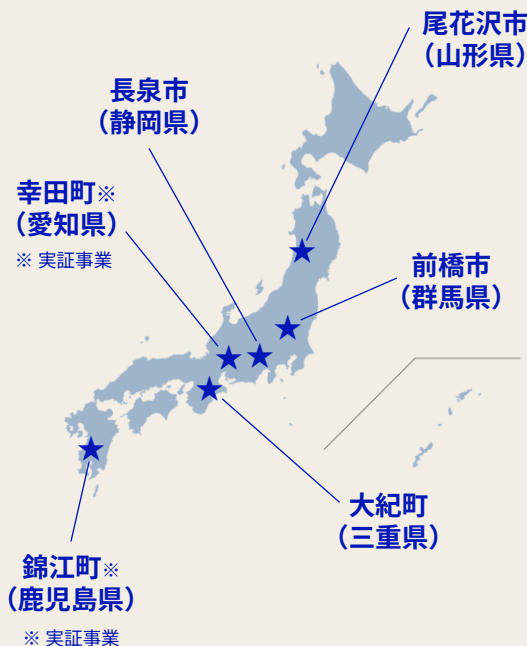 尾花沢市
（山形県）
長泉市
（静岡県）
幸田町※
（愛知県）
※ 実証事業
前橋市
（群馬県）
大紀町
（三重県）
錦江町※
（鹿児島県）
※ 実証事業